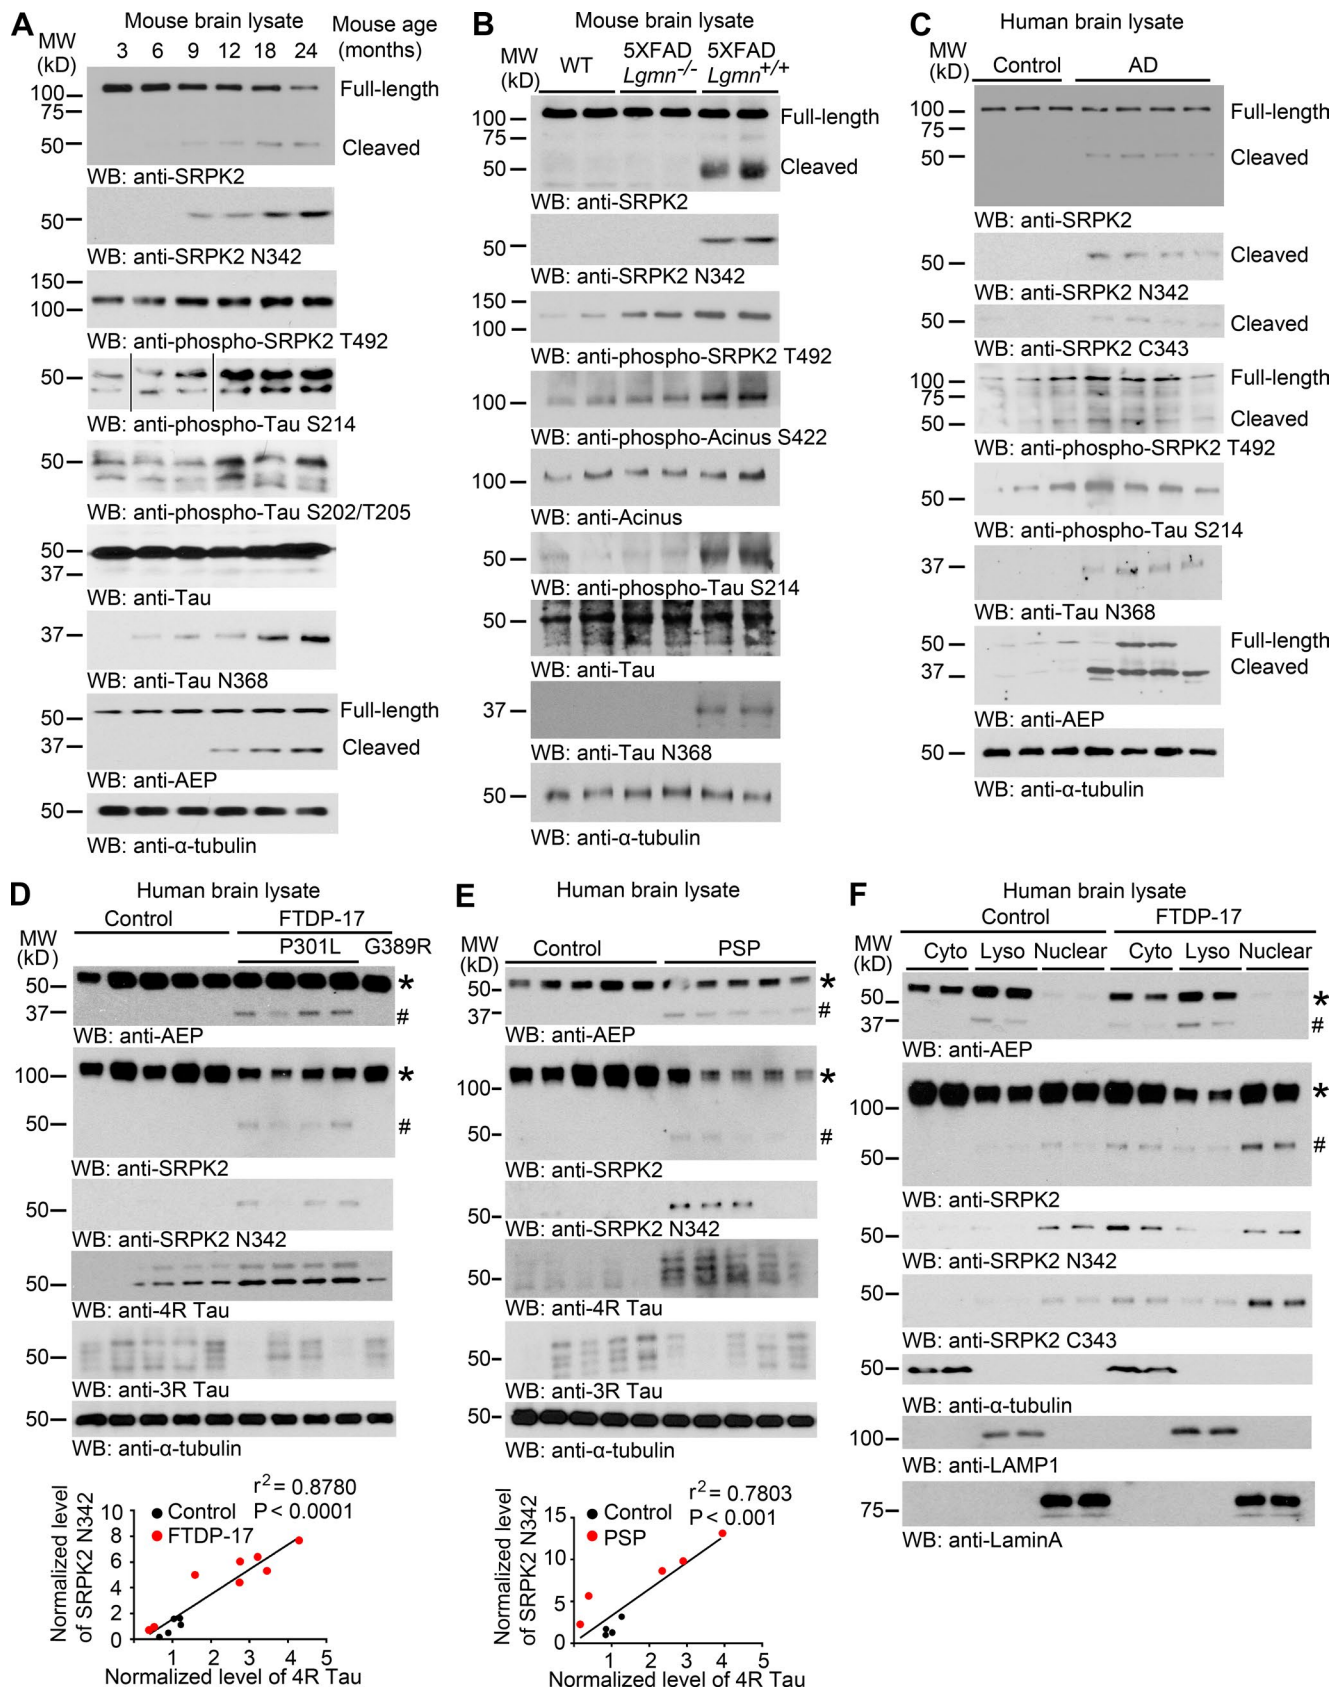 A
Mouse brain lysate
Mouse age
(months)
MW
(kD)
3 6 9 12 18 24
100
75
50
Full-length
Cleaved
WB: anti-SRPK2
50
WB: anti-SRPK2 N342
150
100
WB: anti-phospho-SRPK2 T492
50
WB: anti-phospho-Tau S214
50
WB: anti-phospho-Tau S202/T205
50
37
WB: anti-Tau
37
WB: anti-Tau N368
50
37
Full-length
Cleaved
WB: anti-AEP
50
WB: anti-α-tubulin
B
Mouse brain lysate
MW
(kD)
WT
5XFAD
Lgmn-/-
5XFAD
Lgmn+/+
100
75
50
Full-length
Cleaved
WB: anti-SRPK2
50
WB: anti-SRPK2 N342
150
100
WB: anti-phospho-SRPK2 T492
100
WB: anti-phospho-Acinus S422
100
WB: anti-Acinus
50
WB: anti-phospho-Tau S214
50
WB: anti-Tau
37
WB: anti-Tau N368
50
WB: anti-α-tubulin
C
Human brain lysate
MW
(kD)
Control AD
100
75
50
Full-length
Cleaved
WB: anti-SRPK2
50
Cleaved
WB: anti-SRPK2 N342
50
Cleaved
WB: anti-SRPK2 C343
100
75
50
Full-length
Cleaved
WB: anti-phospho-SRPK2 T492
50
WB: anti-phospho-Tau S214
37
WB: anti-Tau N368
50
37
Full-length
Cleaved
WB: anti-AEP
50
WB: anti-α-tubulin
D
Human brain lysate
Control FTDP-17
MW
(kD)
P301L G389R
50
37
*
#
WB: anti-AEP
100
50
*
#
WB: anti-SRPK2
50
WB: anti-SRPK2 N342
50
WB: anti-4R Tau
50
WB: anti-3R Tau
50
WB: anti-α-tubulin
r2 = 0.8780
P < 0.0001
Control
FTDP-17
Normalized level
of SRPK2 N342
10
8
6
4
2
0
1 2 3 4 5
Normalized level of 4R Tau
E
Human brain lysate
MW
(kD)
Control PSP
50
37
*
#
WB: anti-AEP
100
50
*
#
WB: anti-SRPK2
50
WB: anti-SRPK2 N342
50
WB: anti-4R Tau
50
WB: anti-3R Tau
50
WB: anti-α-tubulin
r2 = 0.7803
P < 0.001
Control
PSP
Normalized level
of SRPK2 N342
15
10
5
0
1 2 3 4 5
Normalized level of 4R Tau
F
Human brain lysate
Control FTDP-17
MW
(kD)
Cyto Lyso Nuclear Cyto Lyso Nuclear
50
37
*
#
WB: anti-AEP
100
50
*
#
WB: anti-SRPK2
50
WB: anti-SRPK2 N342
50
WB: anti-SRPK2 C343
50
WB: anti-α-tubulin
100
WB: anti-LAMP1
75
WB: anti-LaminA